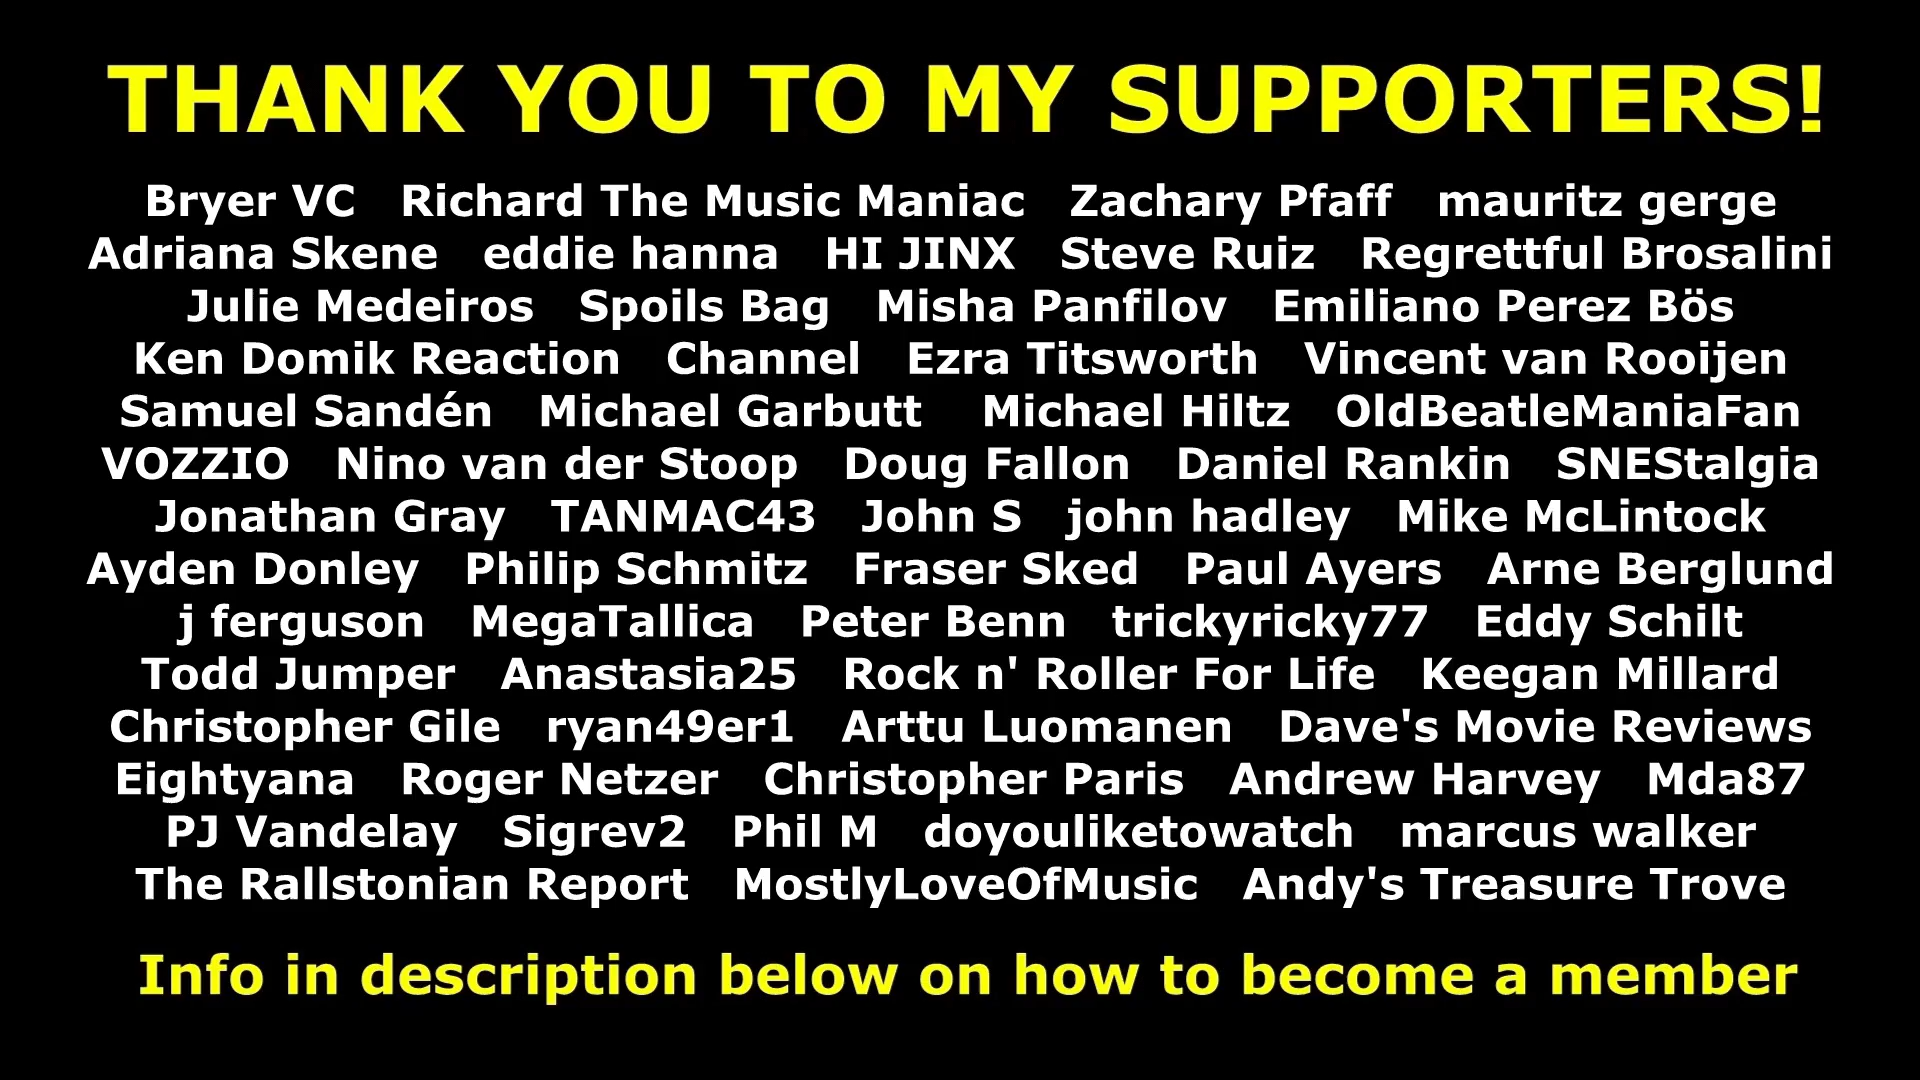 THANK YOU TO MY SUPPORTERS!
Bryer VC Richard The Music Maniac Zachary Pfaff mauritz gerge
Adriana Skene eddie hanna HI JINX Steve Ruiz Regrettful Brosalini
Julie Medeiros Spoils Bag Misha Panfilov Emiliano Perez Bös
Ken Domik Reaction Channel Ezra Titsworth Vincent van Rooijen
Samuel Sandén Michael Garbutt Michael Hiltz OldBeatleManiaFan
VOZZIO Nino van der Stoop Doug Fallon Daniel Rankin SNEStalgia
Jonathan Gray TANMAC43 John S john hadley Mike McLintock
Ayden Donley Philip Schmitz Fraser Sked Paul Ayers Arne Berglund
j ferguson MegaTallica Peter Benn trickyricky77 Eddy Schilt
Todd Jumper Anastasia25 Rock n' Roller For Life Keegan Millard
Christopher Gile ryan49er1 Arttu Luomanen Dave's Movie Reviews
Eightyana Roger Netzer Christopher Paris Andrew Harvey Mda87
PJ Vandelay Sigrev2 Phil M doyouliketowatch marcus walker
The Rallstonian Report MostlyLoveOfMusic Andy's Treasure Trove
Info in description below on how to become a member